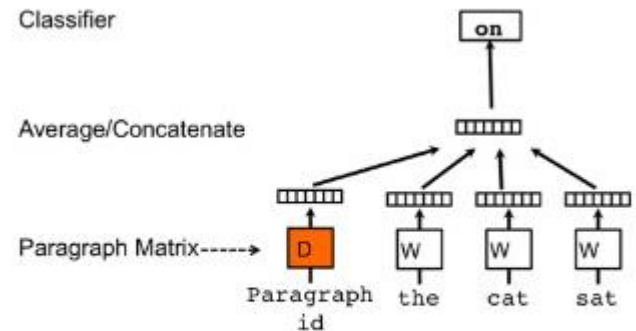 Classifier
on
Average/Concatenate
Paragraph Matrix
D
W
W
W
Paragraph
id
the
cat
sat